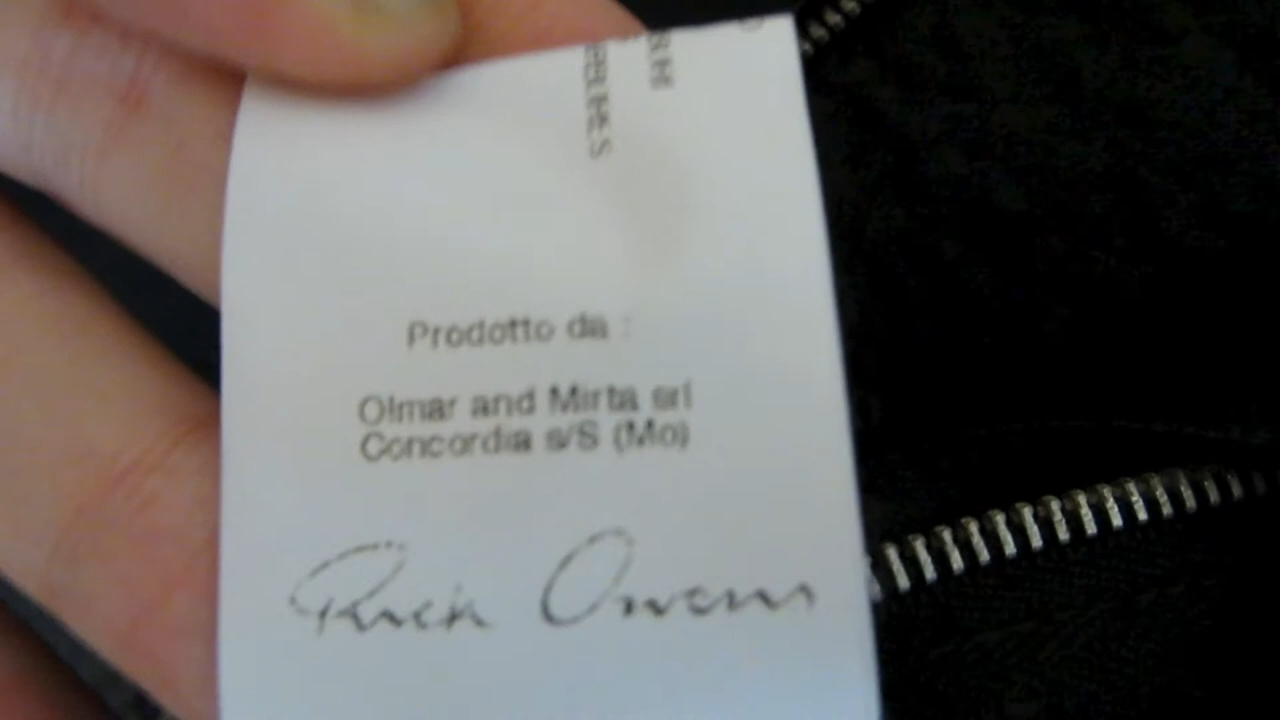 Prodotto da :
Olmar and Mirta srl
Concordia s/S (Mo)
Rick Owens